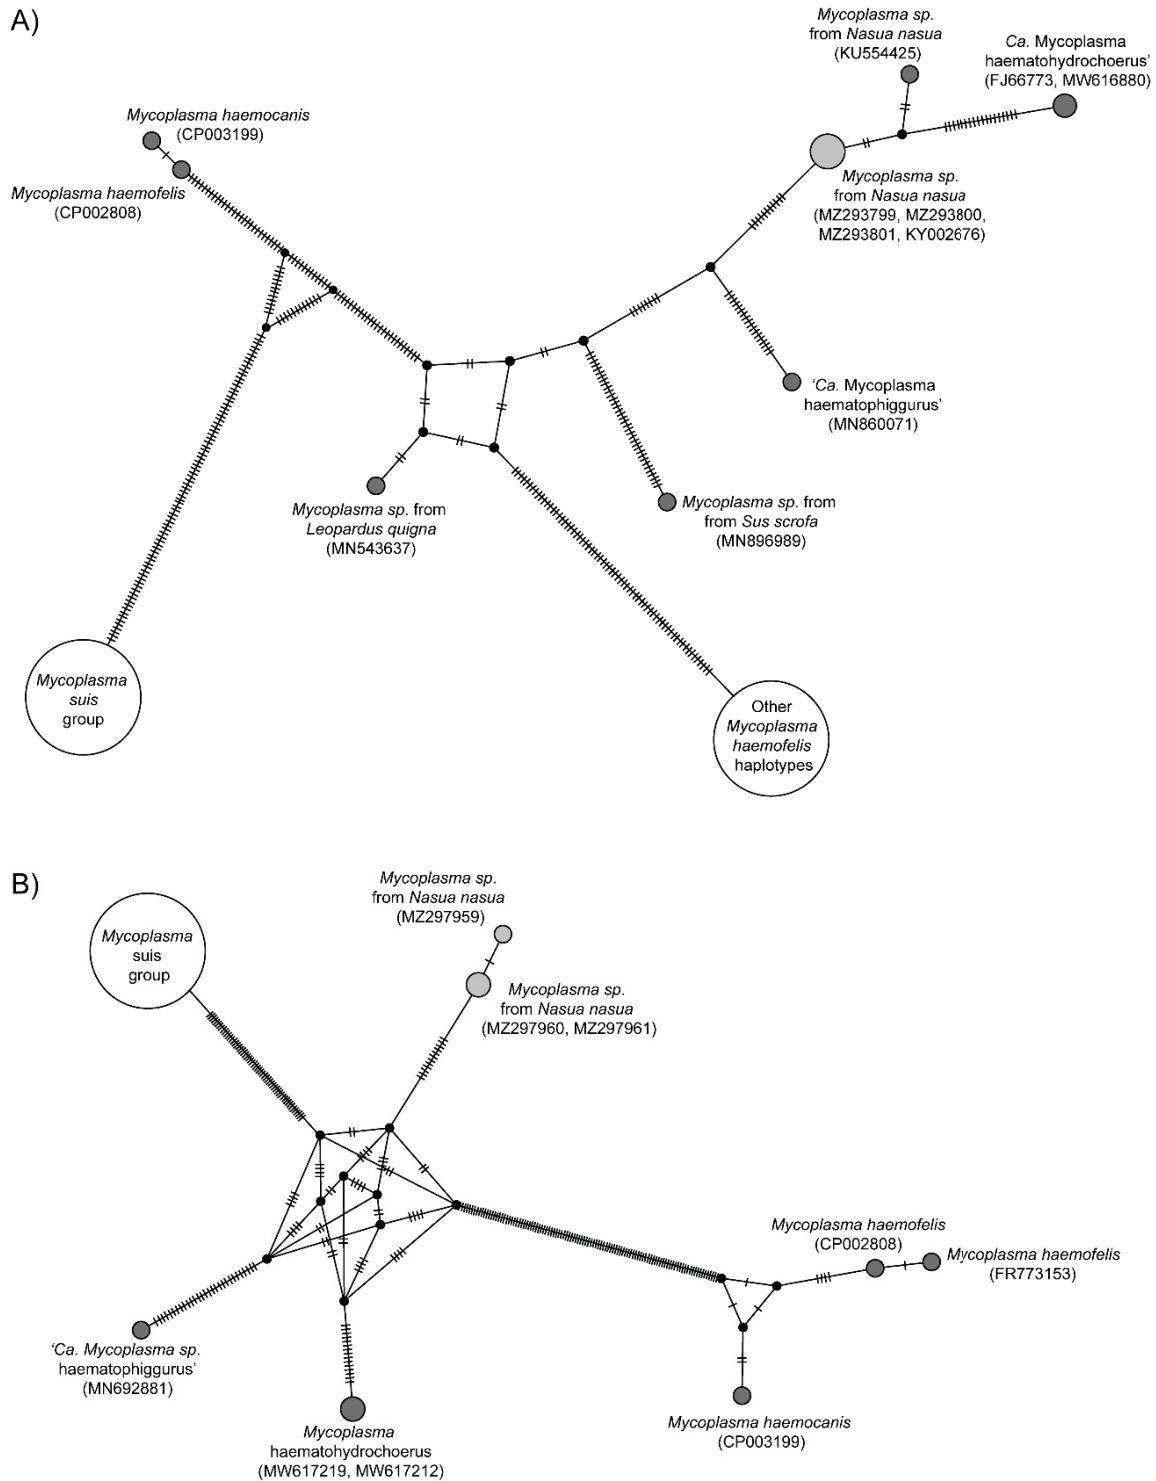 A)
Mycoplasma sp.
from Nasua nasua
(KU554425)
Ca. Mycoplasma
haematohydrochoerus’
(FJ66773, MW616880)
Mycoplasma haemocanis
(CP003199)
Mycoplasma haemofelis
(CP002808)
Mycoplasma sp.
from Nasua nasua
(MZ293799, MZ293800,
MZ293801, KY002676)
‘Ca. Mycoplasma
haematophiggurus’
(MN860071)
Mycoplasma sp. from
Leopardus quigna
(MN543637)
Mycoplasma sp. from
from Sus scrofa
(MN896989)
Mycoplasma
suis
group
Other
Mycoplasma
haemofelis
haplotypes
B)
Mycoplasma sp.
from Nasua nasua
(MZ297959)
Mycoplasma
suis
group
Mycoplasma sp.
from Nasua nasua
(MZ297960, MZ297961)
Mycoplasma haemofelis
(CP002808)
Mycoplasma haemofelis
(FR773153)
‘Ca. Mycoplasma sp.
haematophiggurus’
(MN692881)
Mycoplasma
haematohydrochoerus
(MW617219, MW617212)
Mycoplasma haemocanis
(CP003199)